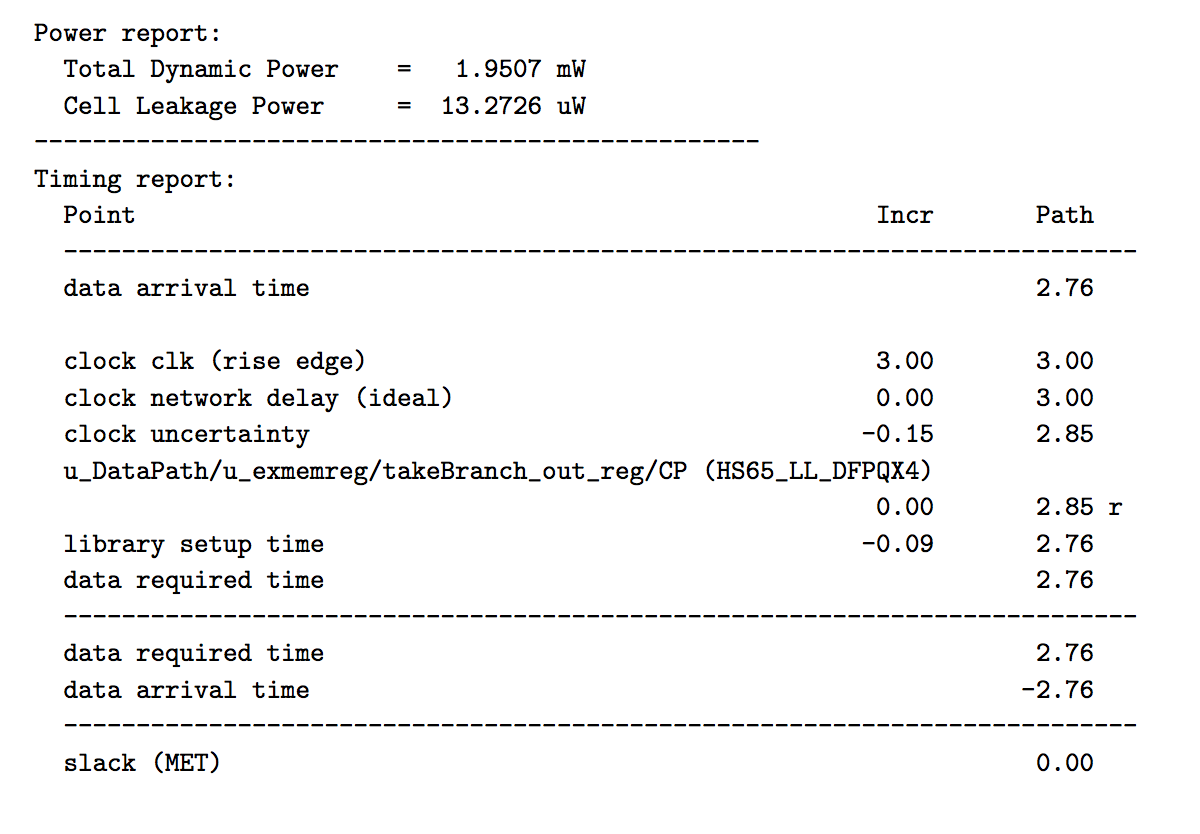 Power report:
  Total Dynamic Power    =   1.9507 mW
  Cell Leakage Power     =  13.2726 uW
--------------------------------------------------
Timing report:
  Point                                                   Incr       Path
  --------------------------------------------------------------------------
  data arrival time                                                  2.76

  clock clk (rise edge)                                   3.00       3.00
  clock network delay (ideal)                             0.00       3.00
  clock uncertainty                                      -0.15       2.85
  u_DataPath/u_exmemreg/takeBranch_out_reg/CP (HS65_LL_DFPQX4)
                                                          0.00       2.85 r
  library setup time                                     -0.09       2.76
  data required time                                                 2.76
  --------------------------------------------------------------------------
  data required time                                                 2.76
  data arrival time                                                 -2.76
  --------------------------------------------------------------------------
  slack (MET)                                                        0.00